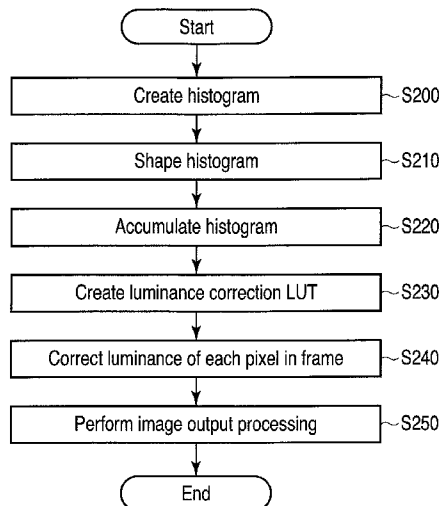 Start
Create histogram
S200
Shape histogram
S210
Accumulate histogram
S220
Create luminance correction LUT
S230
Correct luminance of each pixel in frame
S240
Perform image output processing
S250
End